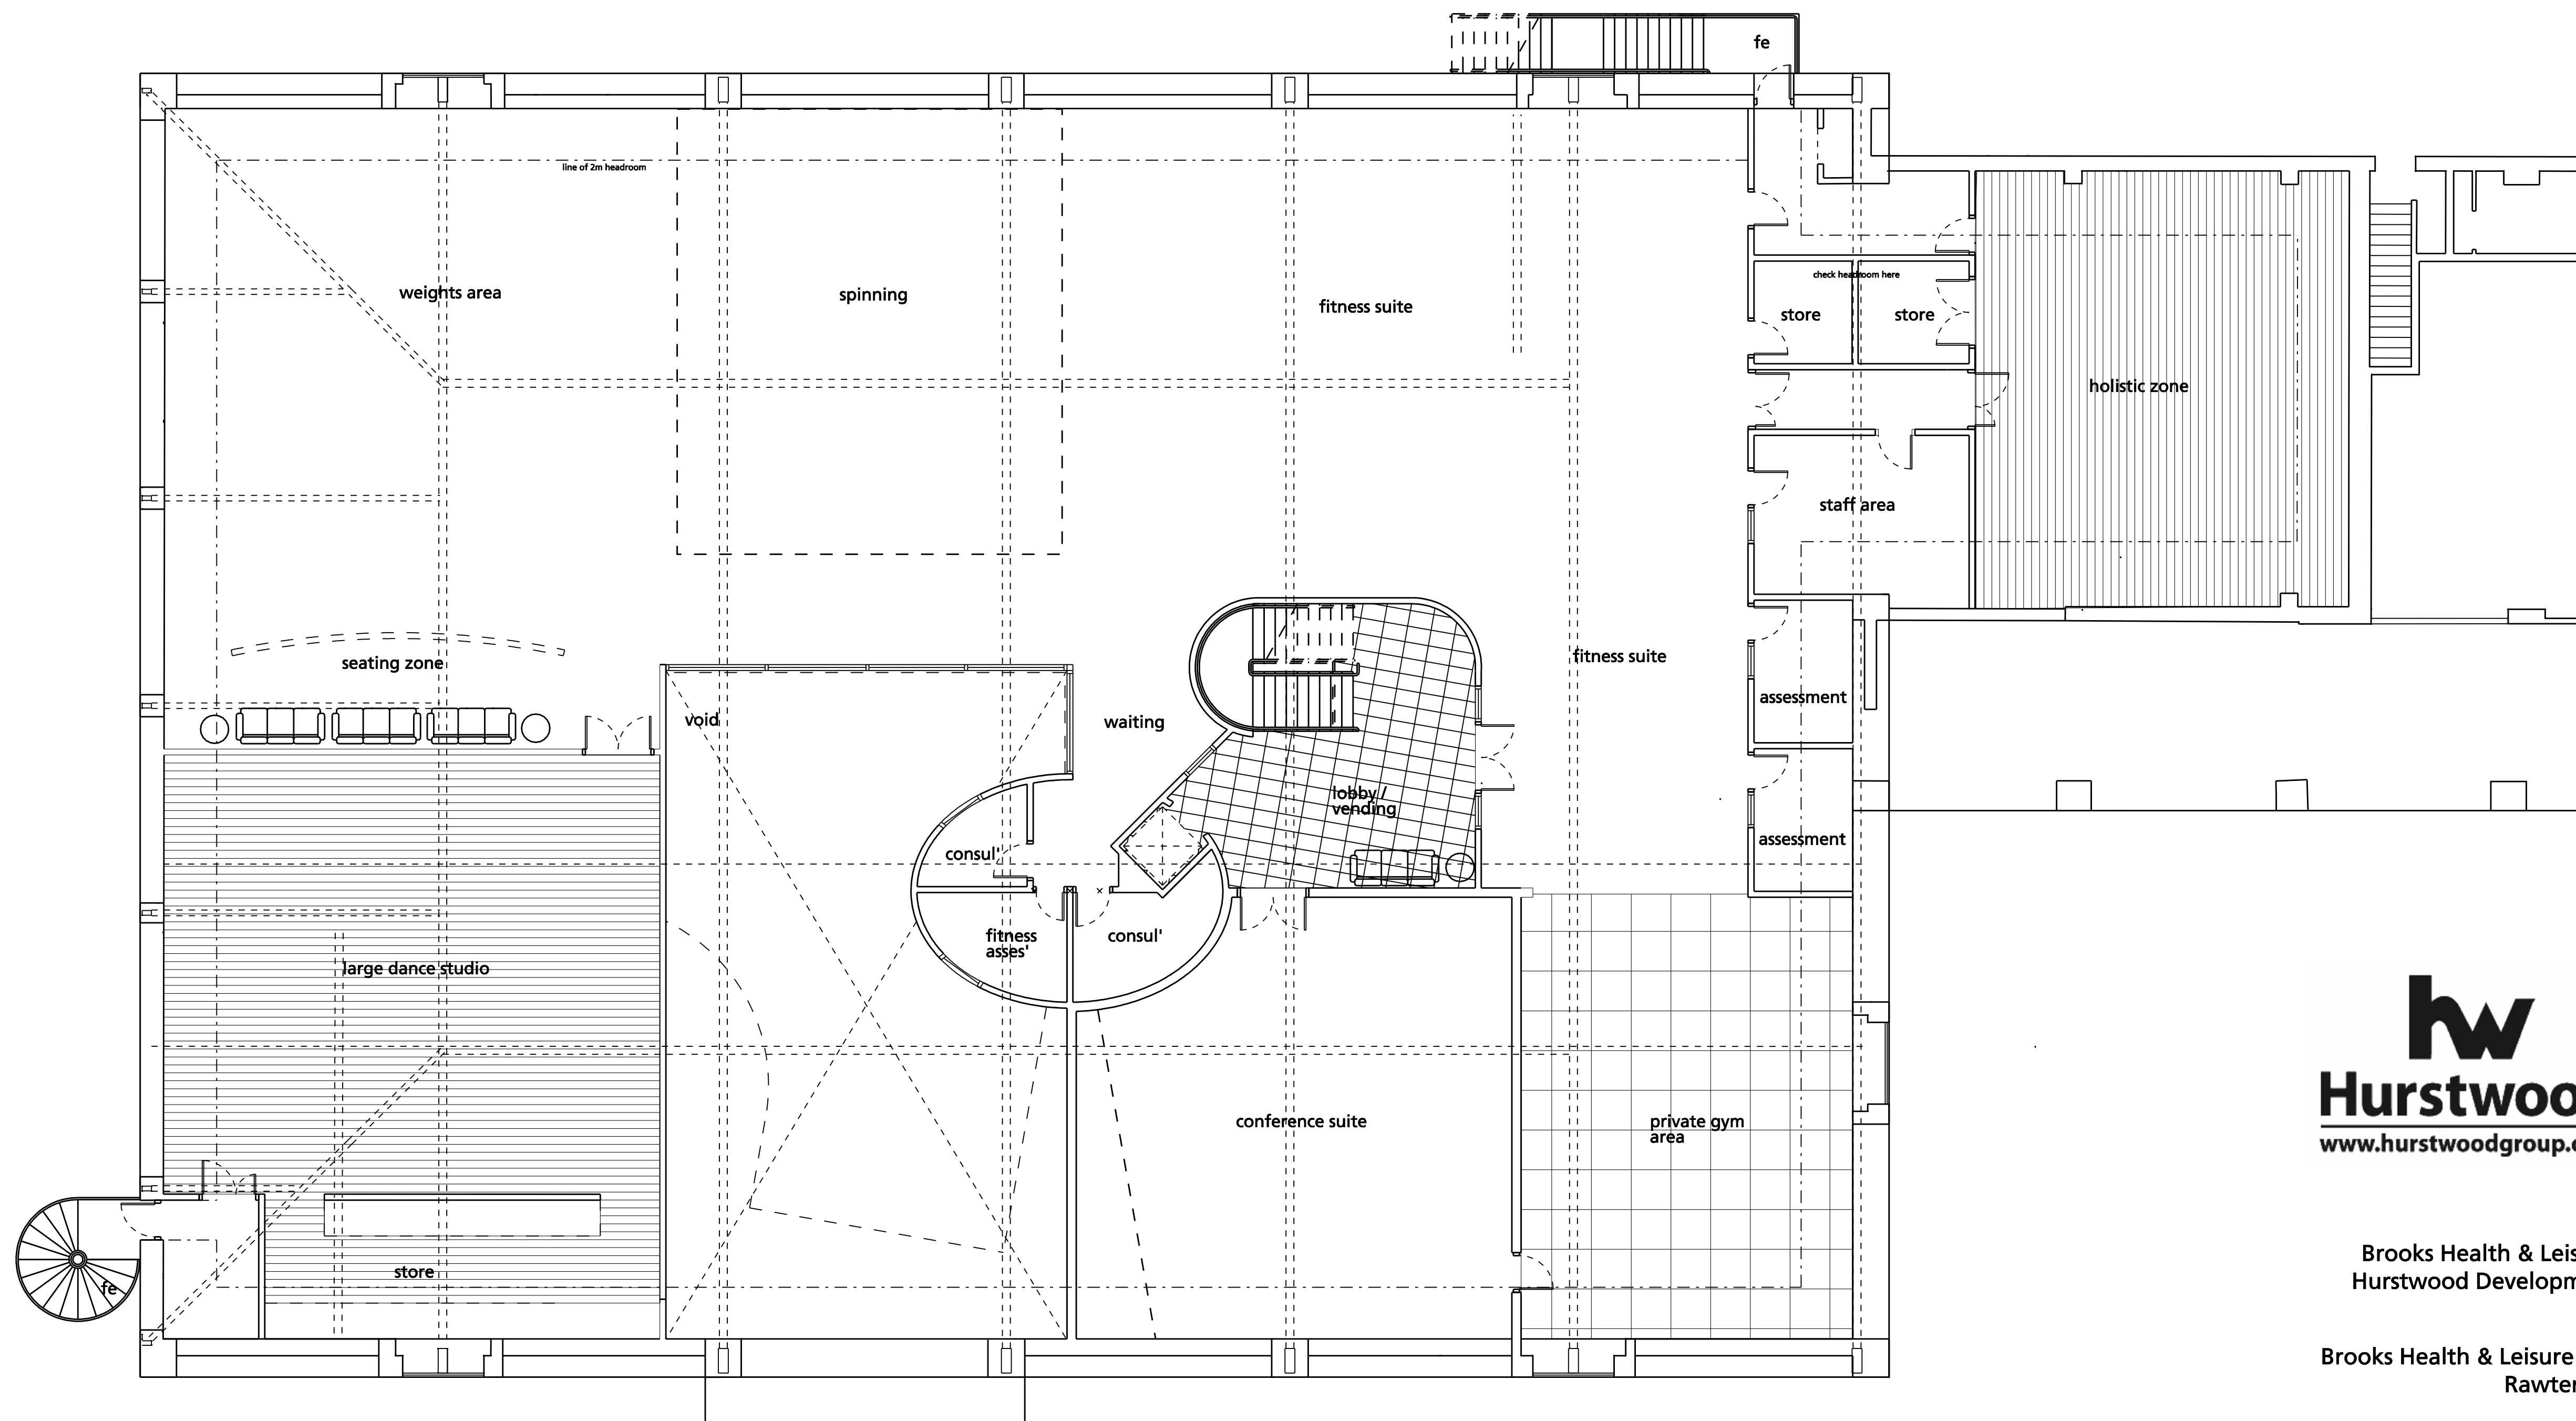 fe
line of 2m headroom
weights area
spinning
fitness suite
check headroom here
store
store
holistic zone
staff area
seating zone
fitness suite
void
waiting
assessment
lobby /
vending
assessment
consul'
fitness
asses'
consul'
large dance studio
conference suite
private gym
area
store
fe
hw
Hurstwoo
www.hurstwoodgroup.c
Brooks Health & Leis
Hurstwood Developm
Brooks Health & Leisure
Rawten